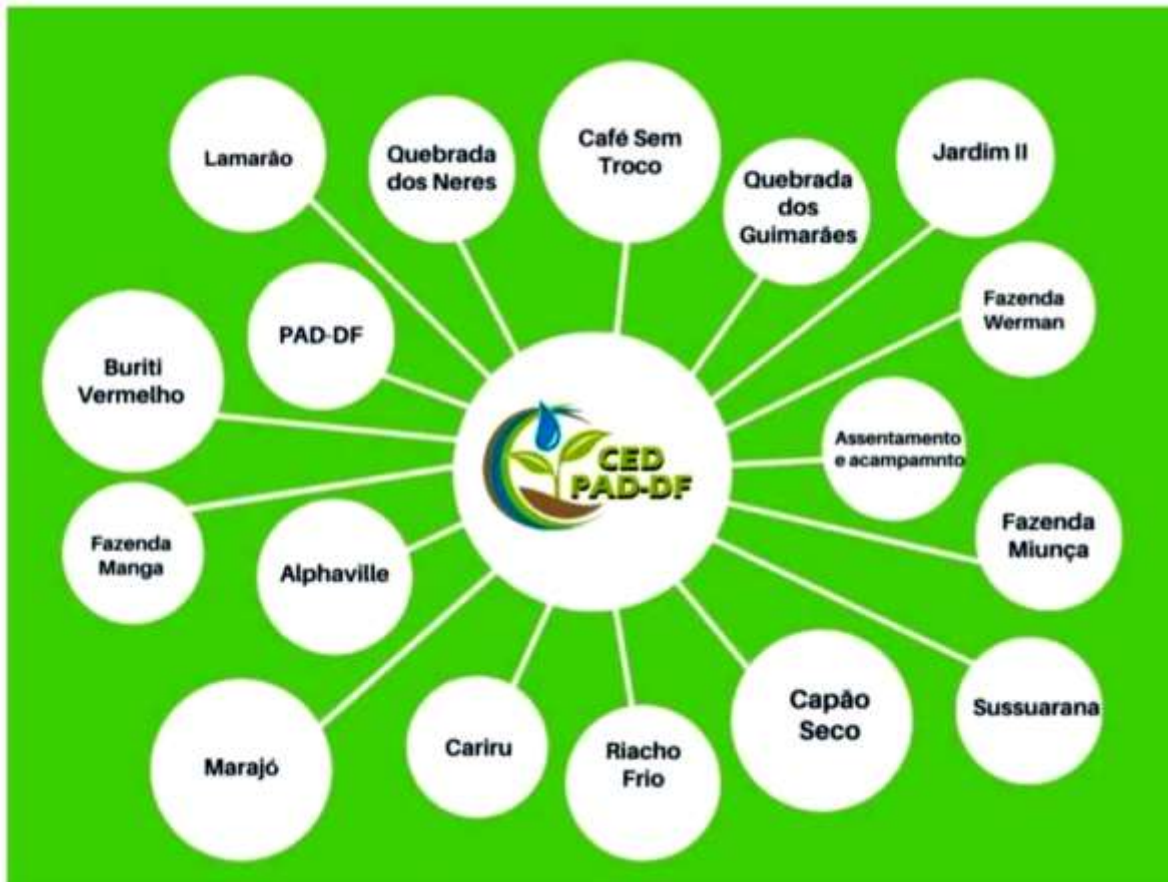 Lamarão
Quebrada
dos Neres
Café Sem
Troco
Quebrada
dos
Guimarães
Jardim II
Fazenda
Werman
PAD-DF
Buriti
Vermelho
CED
PAD-DF
Assentamento
e acampamnto
Fazenda
Miunça
Fazenda
Manga
Alphaville
Marajó
Cariru
Riacho
Frio
Capão
Seco
Sussuarana